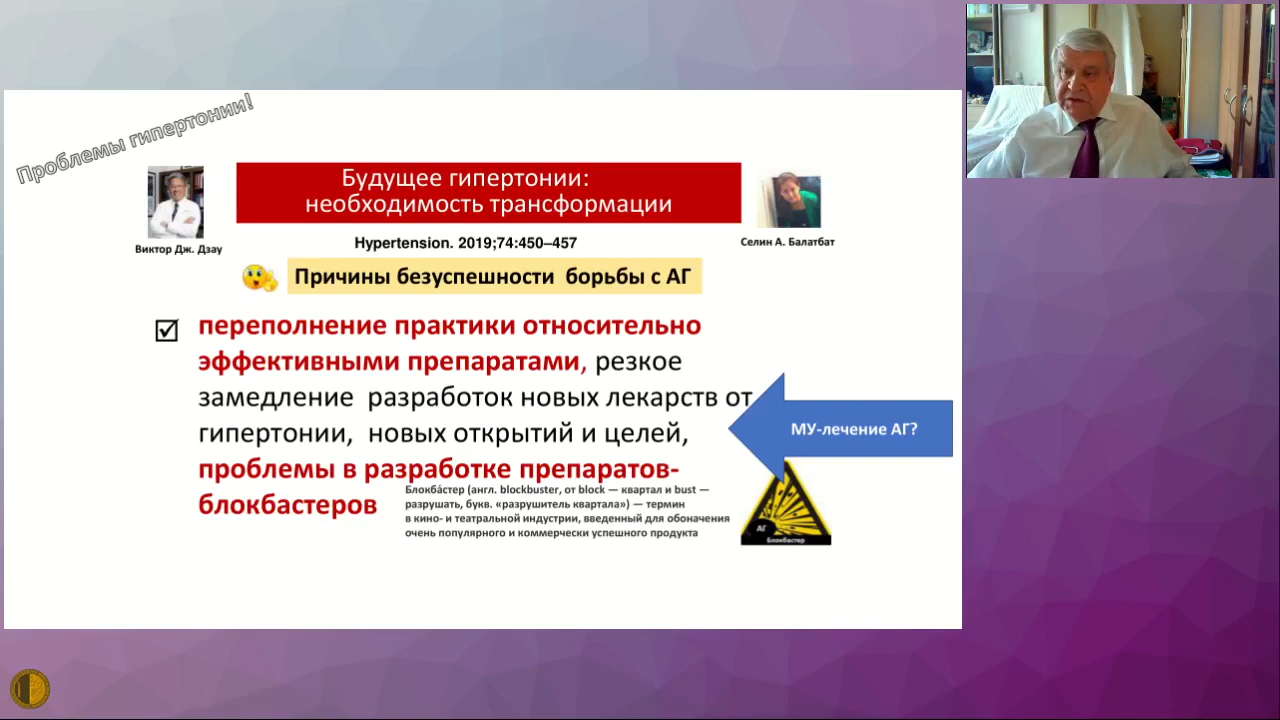 Проблемы гипертонии!
Будущее гипертонии:
необходимость трансформации
Виктор Дж. Дзау
Селин А. Балатбат
Hypertension. 2019;74:450–457
Причины безуспешности борьбы с АГ
переполнение практики относительно
эффективными препаратами, резкое
замедление разработок новых лекарств от
гипертонии, новых открытий и целей,
проблемы в разработке препаратов-
блокбастеров
МУ-лечение АГ?
Блокба́стер (англ. blockbuster, от block — квартал и bust —
разрушать, букв. «разрушитель квартала») — термин
в кино- и театральной индустрии, введенный для обозначения
очень популярного и коммерчески успешного продукта
АГ
Блокбастер